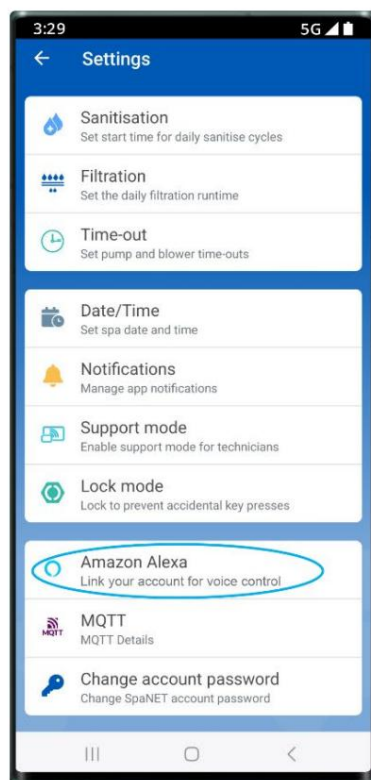 3:29 5G
Settings
Sanitisation
Set start time for daily sanitise cycles
Filtration
Set the daily filtration runtime
Time-out
Set pump and blower time-outs
Date/Time
Set spa date and time
Notifications
Manage app notifications
Support mode
Enable support mode for technicians
Lock mode
Lock to prevent accidental key presses
Amazon Alexa
Link your account for voice control
MQTT
MQTT
MQTT Details
Change account password
Change SpaNET account password